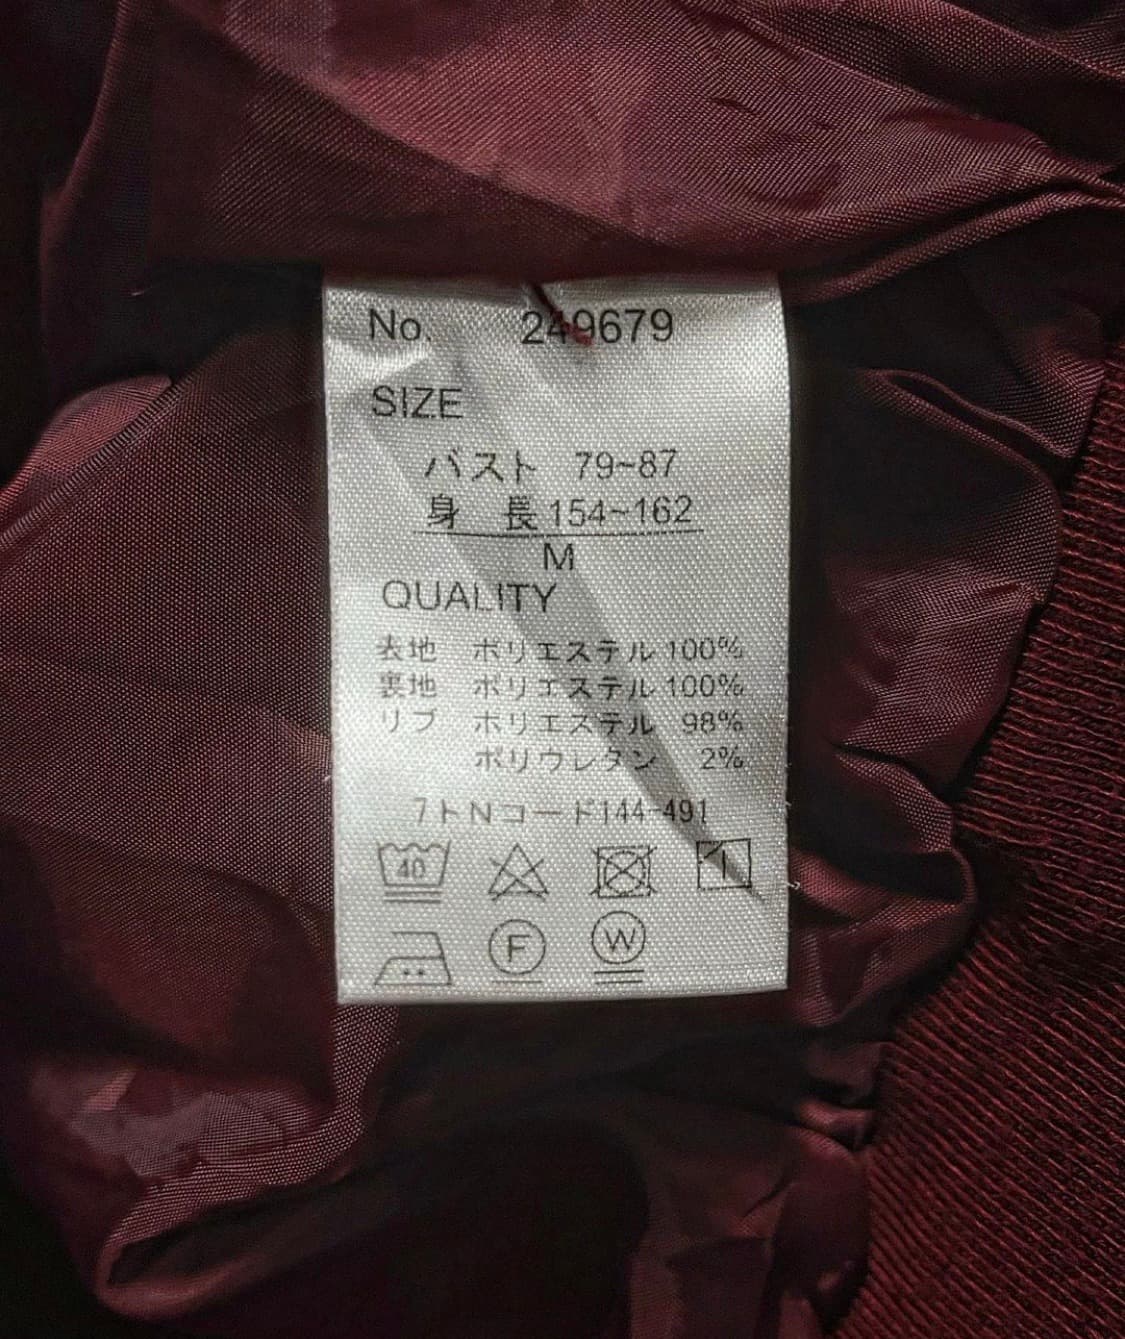 No. 249679
SIZE
バスト 79~87
身 長 154~162
M
QUALITY
表地 ポリエステル 100%
裏地 ポリエステル 100%
リブ ポリエステル 98%
ポリウレタン 2%
7トNコード144-491
40
F W